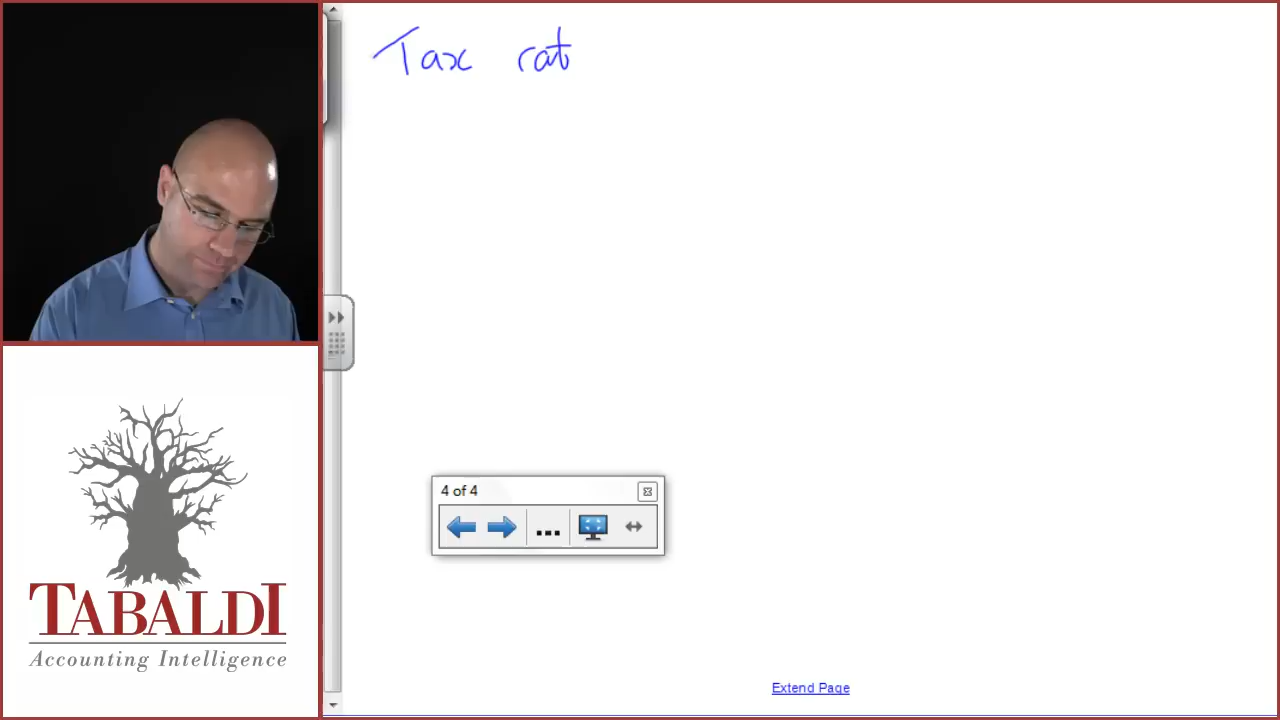 Tax rat
4 of 4
...
Extend Page
TABALDI
Accounting Intelligence